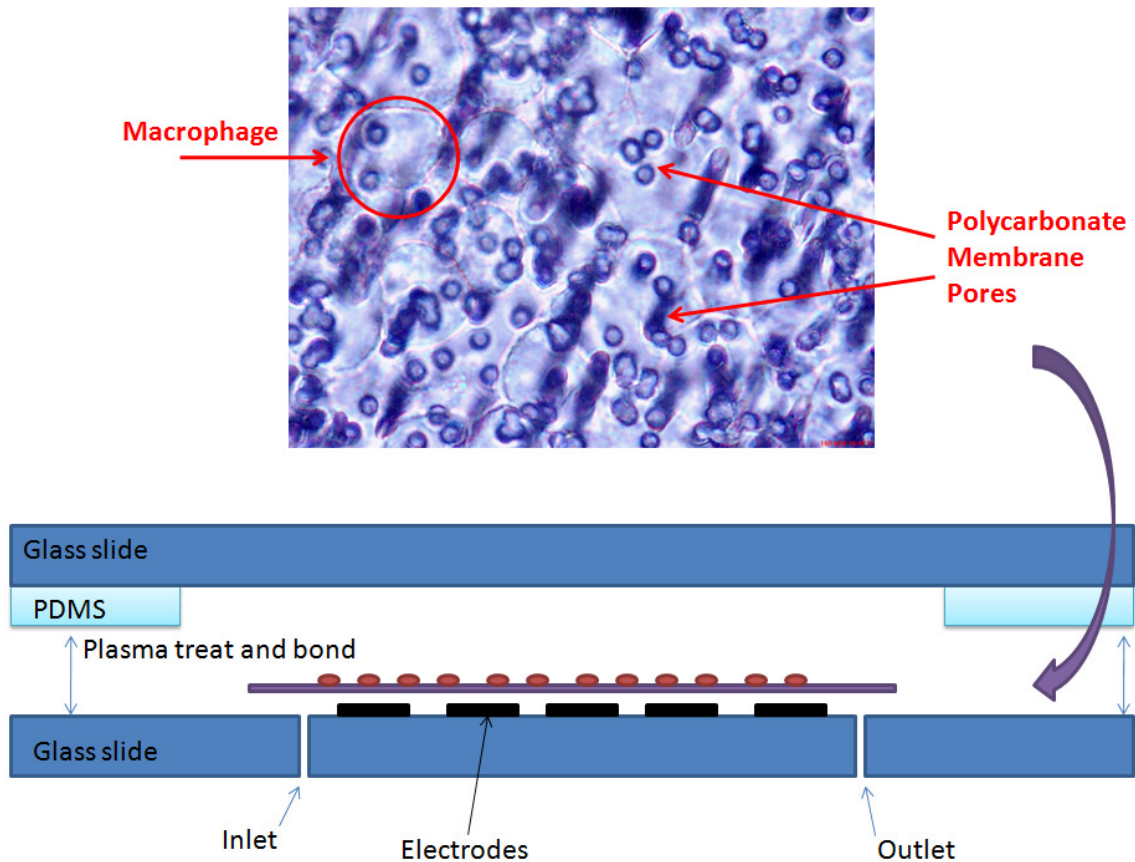 Macrophage
Polycarbonate
Membrane
Pores
Glass slide
PDMS
Plasma treat and bond
Glass slide
Inlet
Electrodes
Outlet